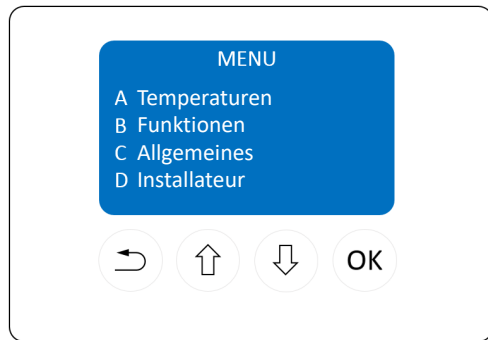 MENU
A Temperaturen
B Funktionen
C Allgemeines
D Installateur
OK